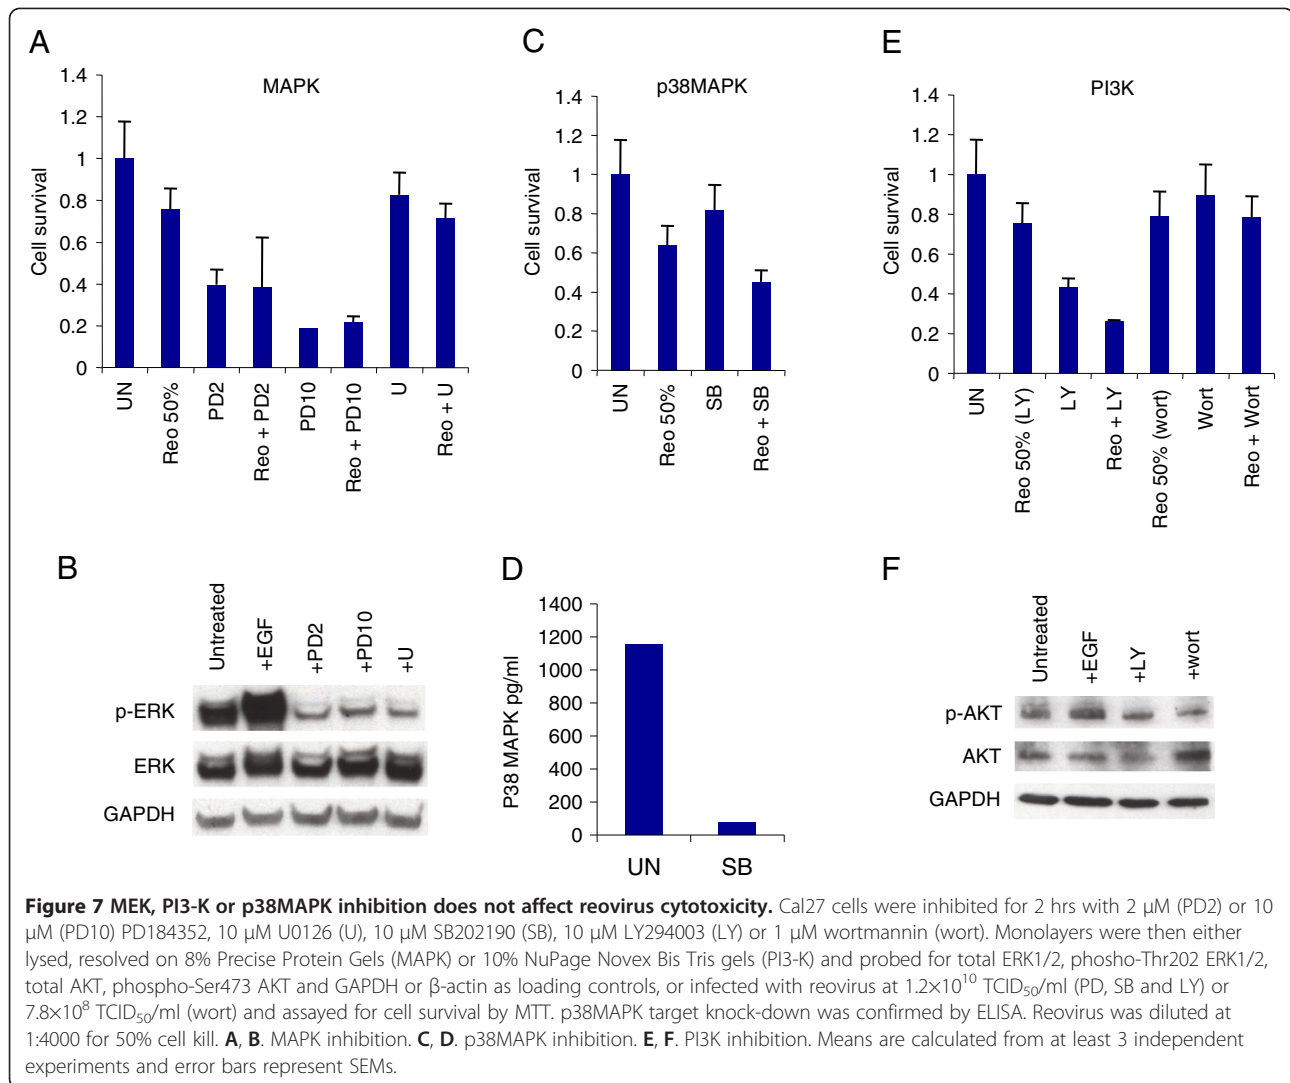 A
MAPK
Cell survival
1.4
1.2
1
0.8
0.6
0.4
0.2
0
UN
Reo 50%
PD2
Reo + PD2
PD10
Reo + PD10
U
Reo + U
C
p38MAPK
Cell survival
1.4
1.2
1
0.8
0.6
0.4
0.2
0
UN
Reo 50%
SB
Reo + SB
E
PI3K
Cell survival
1.4
1.2
1
0.8
0.6
0.4
0.2
0
UN
Reo 50% (LY)
LY
Reo + LY
Reo 50% (wort)
Wort
Reo + Wort
B
Untreated
+EGF
+PD2
+PD10
+U
p-ERK
ERK
GAPDH
D
P38 MAPK pg/ml
1400
1200
1000
800
600
400
200
0
UN
SB
F
Untreated
+EGF
+LY
+wort
p-AKT
AKT
GAPDH
Figure 7 MEK, PI3-K or p38MAPK inhibition does not affect reovirus cytotoxicity. Cal27 cells were inhibited for 2 hrs with 2 μM (PD2) or 10
μM (PD10) PD184352, 10 μM U0126 (U), 10 μM SB202190 (SB), 10 μM LY294003 (LY) or 1 μM wortmannin (wort). Monolayers were then either
lysed, resolved on 8% Precise Protein Gels (MAPK) or 10% NuPage Novex Bis Tris gels (PI3-K) and probed for total ERK1/2, phosho-Thr202 ERK1/2,
total AKT, phospho-Ser473 AKT and GAPDH or β-actin as loading controls, or infected with reovirus at 1.2×10¹⁰ TCID₅₀/ml (PD, SB and LY) or
7.8×10⁸ TCID₅₀/ml (wort) and assayed for cell survival by MTT. p38MAPK target knock-down was confirmed by ELISA. Reovirus was diluted at
1:4000 for 50% cell kill. A, B. MAPK inhibition. C, D. p38MAPK inhibition. E, F. PI3K inhibition. Means are calculated from at least 3 independent
experiments and error bars represent SEMs.